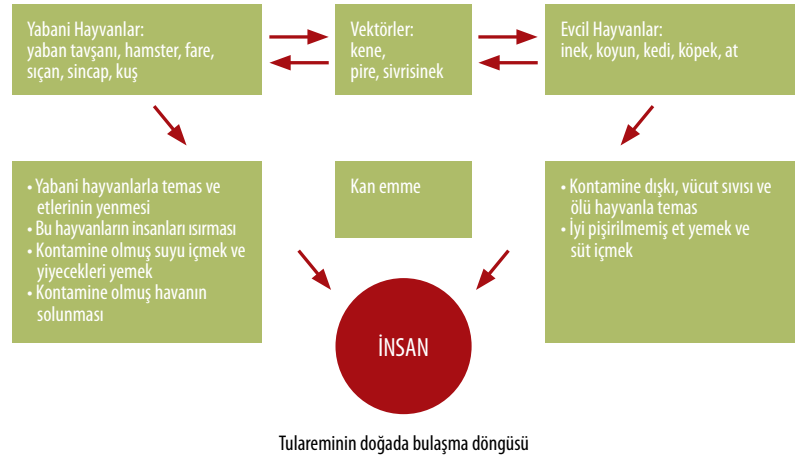 Yabani Hayvanlar:
yaban tavşanı, hamster, fare,
sıçan, sincap, kuş
Vektörler:
kene,
pire, sivrisinek
Evcil Hayvanlar:
inek, koyun, kedi, köpek, at
• Yabani hayvanlarla temas ve
etlerinin yenmesi
• Bu hayvanların insanları ısırması
• Kontamine olmuş suyu içmek ve
yiyecekleri yemek
• Kontamine olmuş havanın
solunması
Kan emme
• Kontamine dışkı, vücut sıvısı ve
ölü hayvanla temas
• İyi pişirilmemiş et yemek ve
süt içmek
İNSAN
Tulareminin doğada bulaşma döngüsü